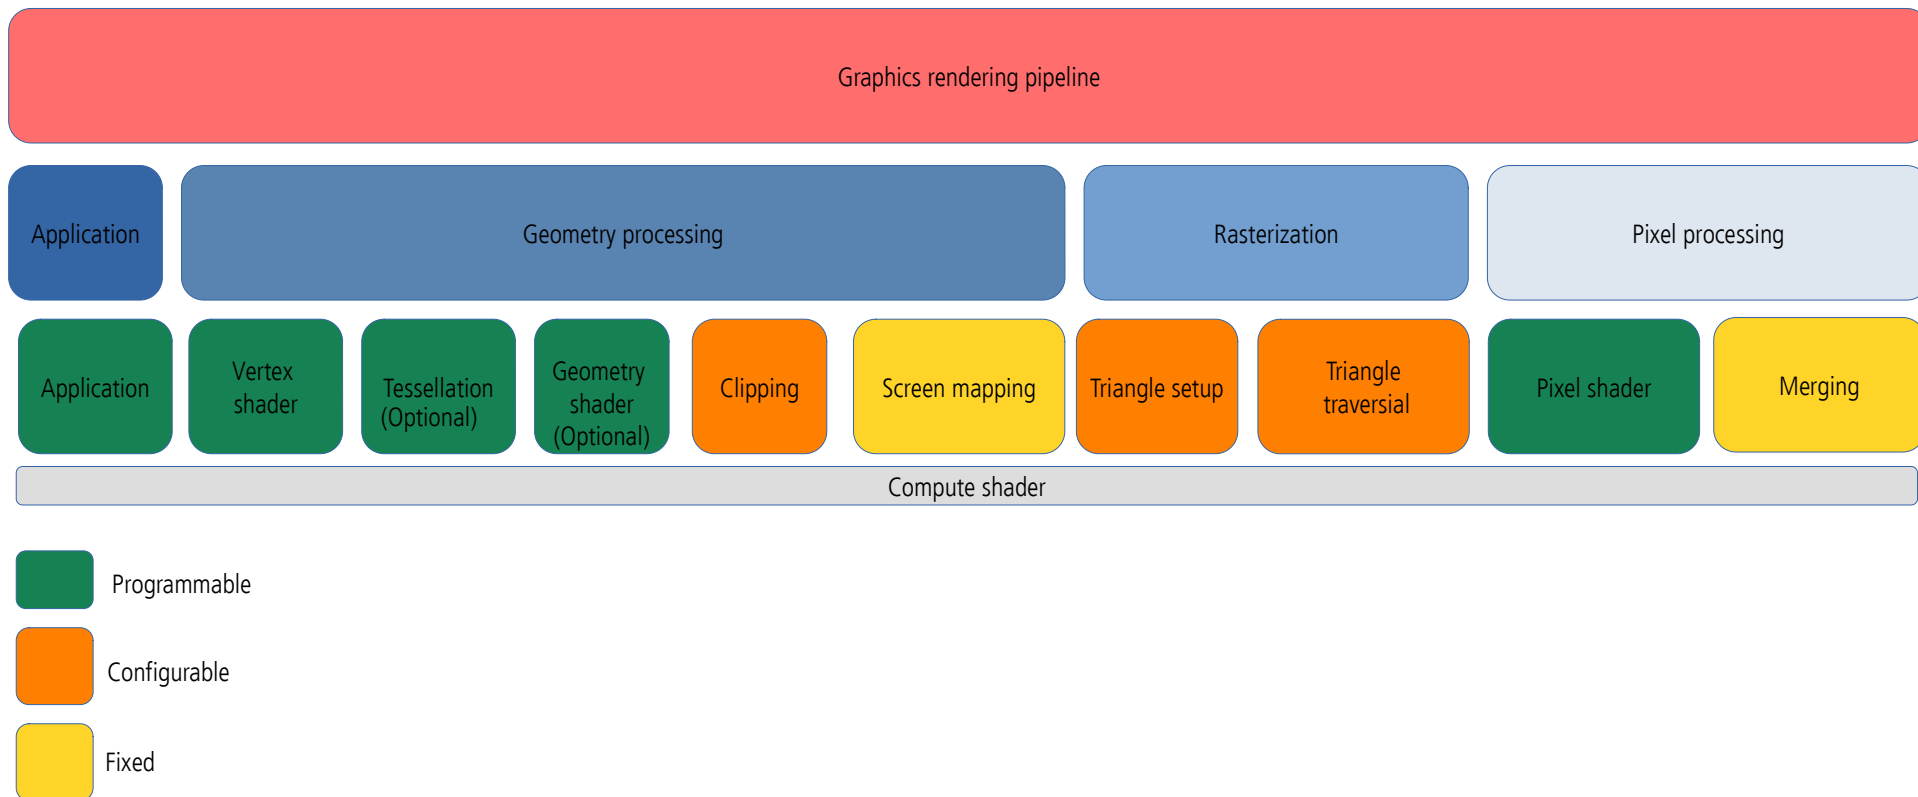 Graphics rendering pipeline
Application
Geometry processing
Rasterization
Pixel processing
Application
Vertex
shader
Tessellation
(Optional)
Geometry
shader
(Optional)
Clipping
Screen mapping
Triangle setup
Triangle
traversial
Pixel shader
Merging
Compute shader
Programmable
Configurable
Fixed